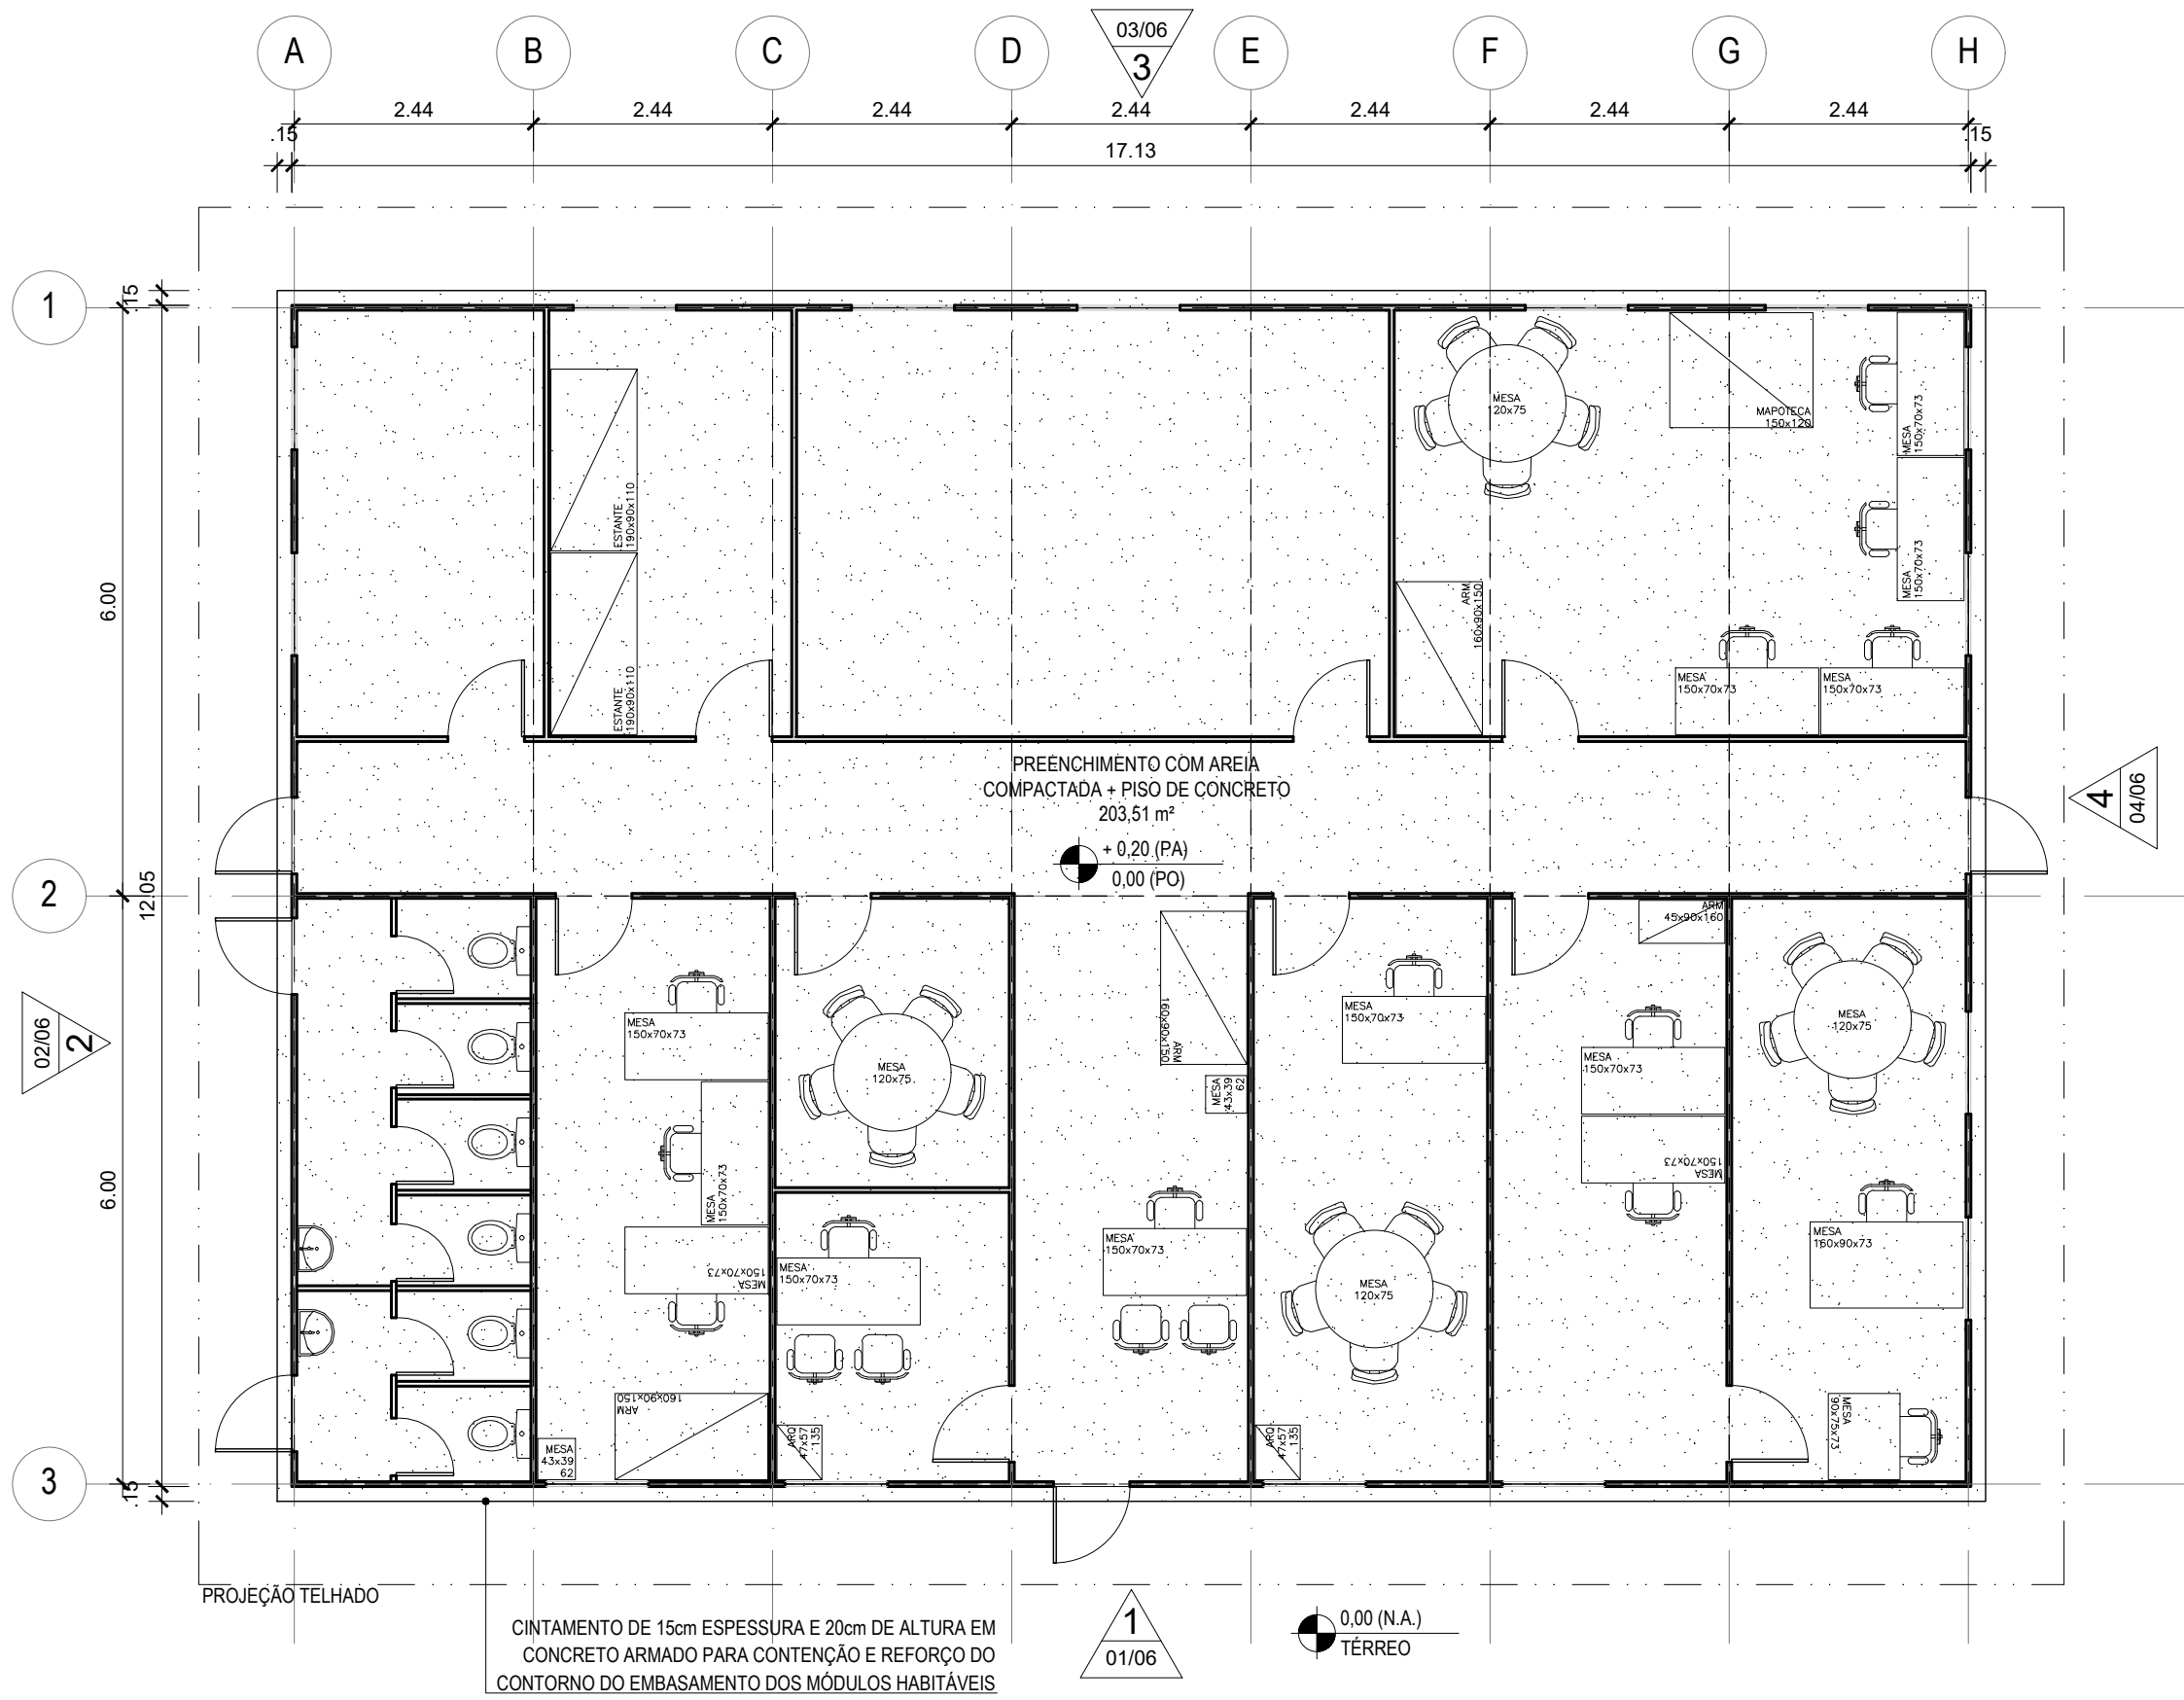 A
B
C
D
E
F
G
H
03/06
3
2.44
2.44
2.44
2.44
2.44
2.44
2.44
.15
17.13
.15
1
.15
6.00
12.05
2
6.00
3
.15
MESA
120x75
MAPOTECA
150x120
MESA
150x70x73
MESA
150x70x73
ESTANTE
190x90x110
ESTANTE
190x90x110
ARM
160x90x150
MESA
150x70x73
MESA
150x70x73
PREENCHIMENTO COM AREIA
COMPACTADA + PISO DE CONCRETO
203,51 m²
+ 0,20 (PA)
0,00 (PO)
4
04/06
02/06
2
MESA
150x70x73
MESA
150x70x73
MESA
150x70x73
ARM
160x90x150
MESA
43x39
62
MESA
120x75
MESA
150x70x73
ARQ
47x57
135
160x90x150
ARM
MESA
43x39
62
MESA
150x70x73
MESA
150x70x73
MESA
120x75
ARQ
47x57
135
ARM
45x90x160
MESA
150x70x73
MESA
150x70x73
MESA
120x75
MESA
160x90x73
MESA
90x75x73
PROJEÇÃO TELHADO
CINTAMENTO DE 15cm ESPESSURA E 20cm DE ALTURA EM
CONCRETO ARMADO PARA CONTENÇÃO E REFORÇO DO
CONTORNO DO EMBASAMENTO DOS MÓDULOS HABITÁVEIS
1
01/06
0,00 (N.A.)
TÉRREO